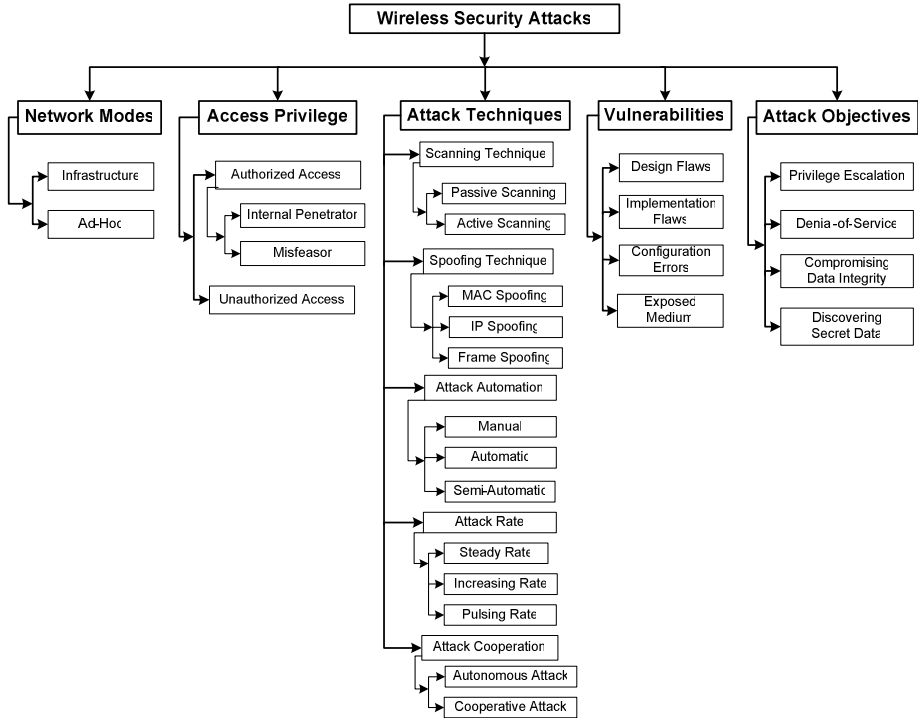 Wireless Security Attacks
Network Modes
Infrastructure
Ad-Hoc
Access Privilege
Authorized Access
Internal Penetrator
Misfeasor
Unauthorized Access
Attack Techniques
Scanning Technique
Passive Scanning
Active Scanning
Spoofing Technique
MAC Spoofing
IP Spoofing
Frame Spoofing
Attack Automation
Manual
Automatic
Semi-Automatic
Attack Rate
Steady Rate
Increasing Rate
Pulsing Rate
Attack Cooperation
Autonomous Attack
Cooperative Attack
Vulnerabilities
Design Flaws
Implementation
Flaws
Configuration
Errors
Exposed
Medium
Attack Objectives
Privilege Escalation
Denia-of-Service
Compromising
Data Integrity
Discovering
Secret Data